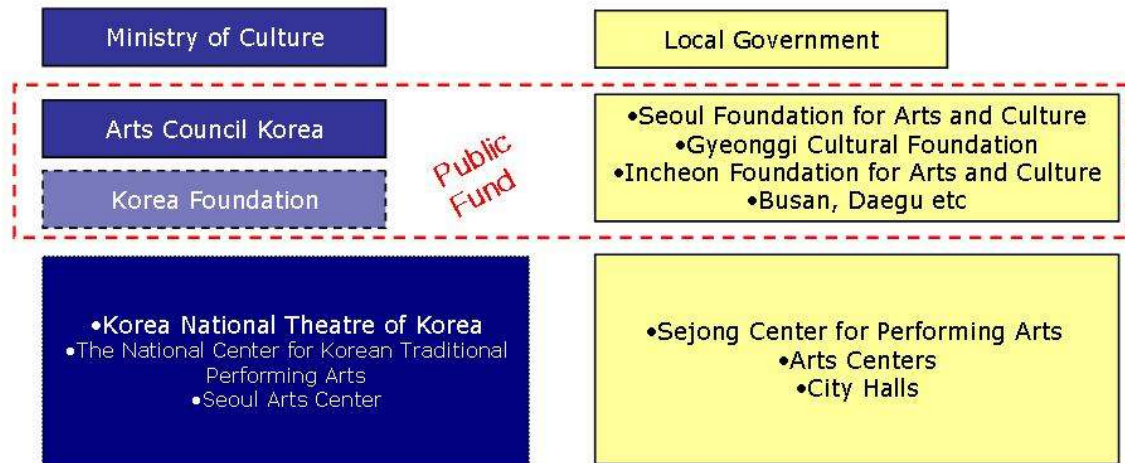 Ministry of Culture
Local Government
Arts Council Korea
Korea Foundation
Public
Fund
•Seoul Foundation for Arts and Culture
•Gyeonggi Cultural Foundation
•Incheon Foundation for Arts and Culture
•Busan, Daegu etc
•Korea National Theatre of Korea
•The National Center for Korean Traditional
Performing Arts
•Seoul Arts Center
•Sejong Center for Performing Arts
•Arts Centers
•City Halls